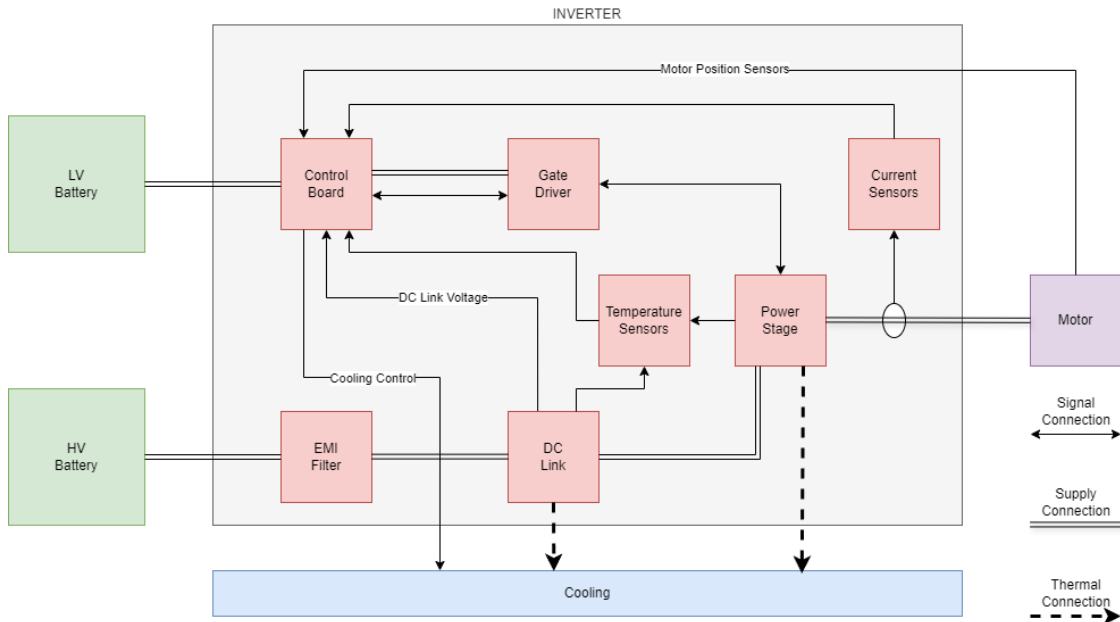 INVERTER
Motor Position Sensors
LV
Battery
Control
Board
Gate
Driver
Current
Sensors
DC Link Voltage
Temperature
Sensors
Power
Stage
Motor
Cooling Control
HV
Battery
EMI
Filter
DC
Link
Signal
Connection
Supply
Connection
Cooling
Thermal
Connection